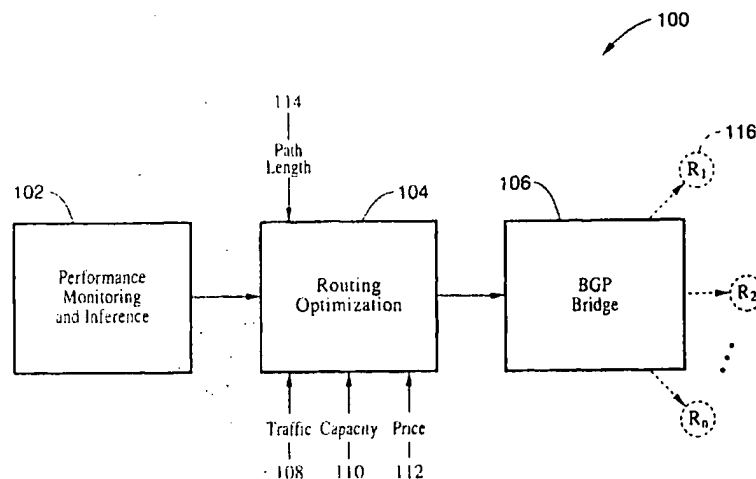 100
114
Path
Length
116
R1
102
104
106
Performance
Monitoring
and Inference
Routing
Optimization
BGP
Bridge
R2
Rn
Traffic Capacity Price
108 110 112